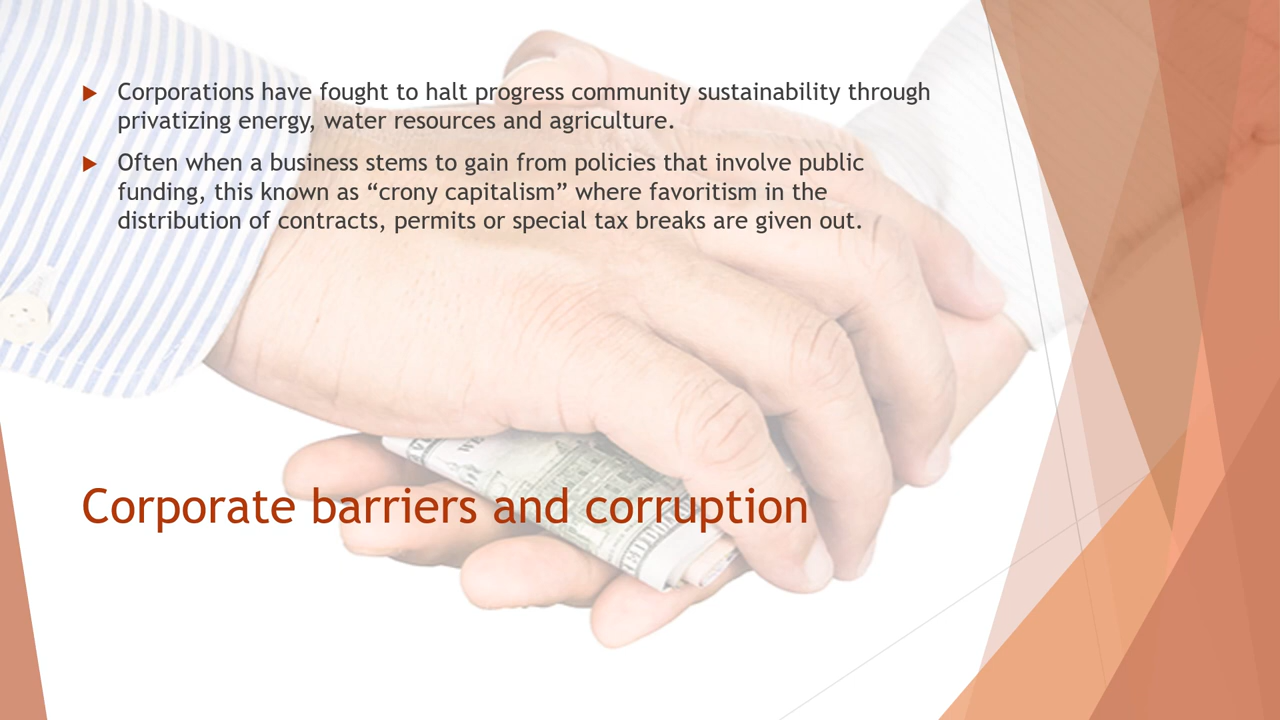 Corporations have fought to halt progress community sustainability through
privatizing energy, water resources and agriculture.
Often when a business stems to gain from policies that involve public
funding, this known as “crony capitalism” where favoritism in the
distribution of contracts, permits or special tax breaks are given out.
Corporate barriers and corruption